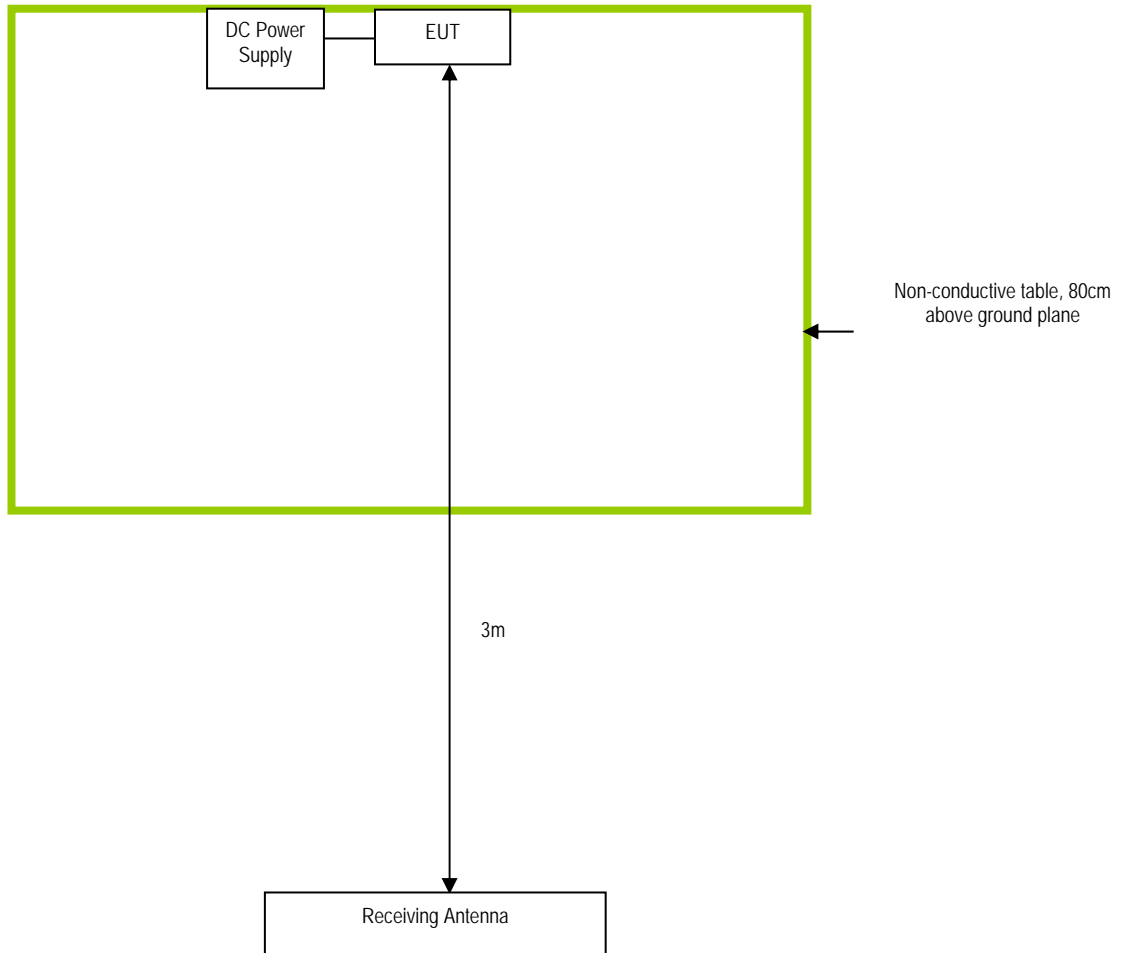 DC Power
Supply
EUT
Non-conductive table, 80cm
above ground plane
3m
Receiving Antenna